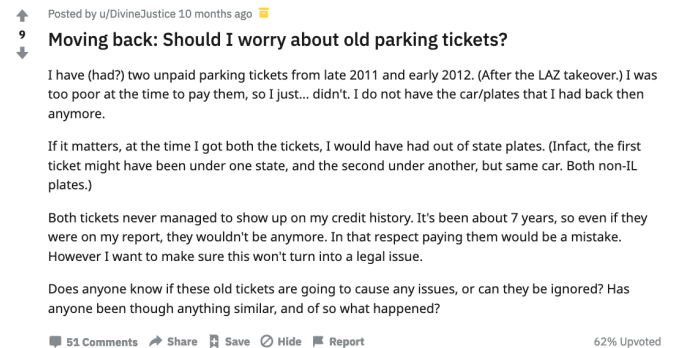 Posted by u/DivineJustice 10 months ago
9
Moving back: Should I worry about old parking tickets?
I have (had?) two unpaid parking tickets from late 2011 and early 2012. (After the LAZ takeover.) I was
too poor at the time to pay them, so I just... didn't. I do not have the car/plates that I had back then
anymore.
If it matters, at the time I got both the tickets, I would have had out of state plates. (Infact, the first
ticket might have been under one state, and the second under another, but same car. Both non-IL
plates.)
Both tickets never managed to show up on my credit history. It's been about 7 years, so even if they
were on my report, they wouldn't be anymore. In that respect paying them would be a mistake.
However I want to make sure this won't turn into a legal issue.
Does anyone know if these old tickets are going to cause any issues, or can they be ignored? Has
anyone been though anything similar, and of so what happened?
51 Comments Share Save Hide Report 62% Upvoted